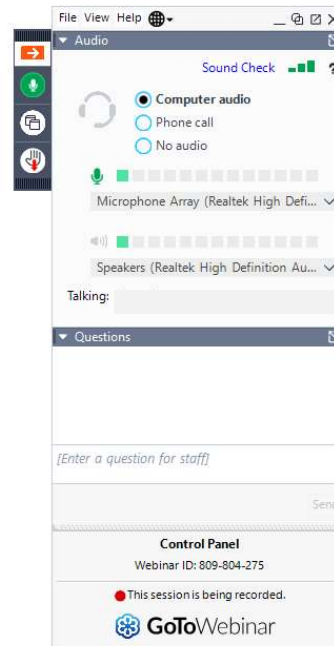 File View Help
Audio
Sound Check
Computer audio
Phone call
No audio
Microphone Array (Realtek High Defi...
Speakers (Realtek High Definition Au...
Talking:
Questions
[Enter a question for staff]
Send
Control Panel
Webinar ID: 809-804-275
This session is being recorded.
GoToWebinar